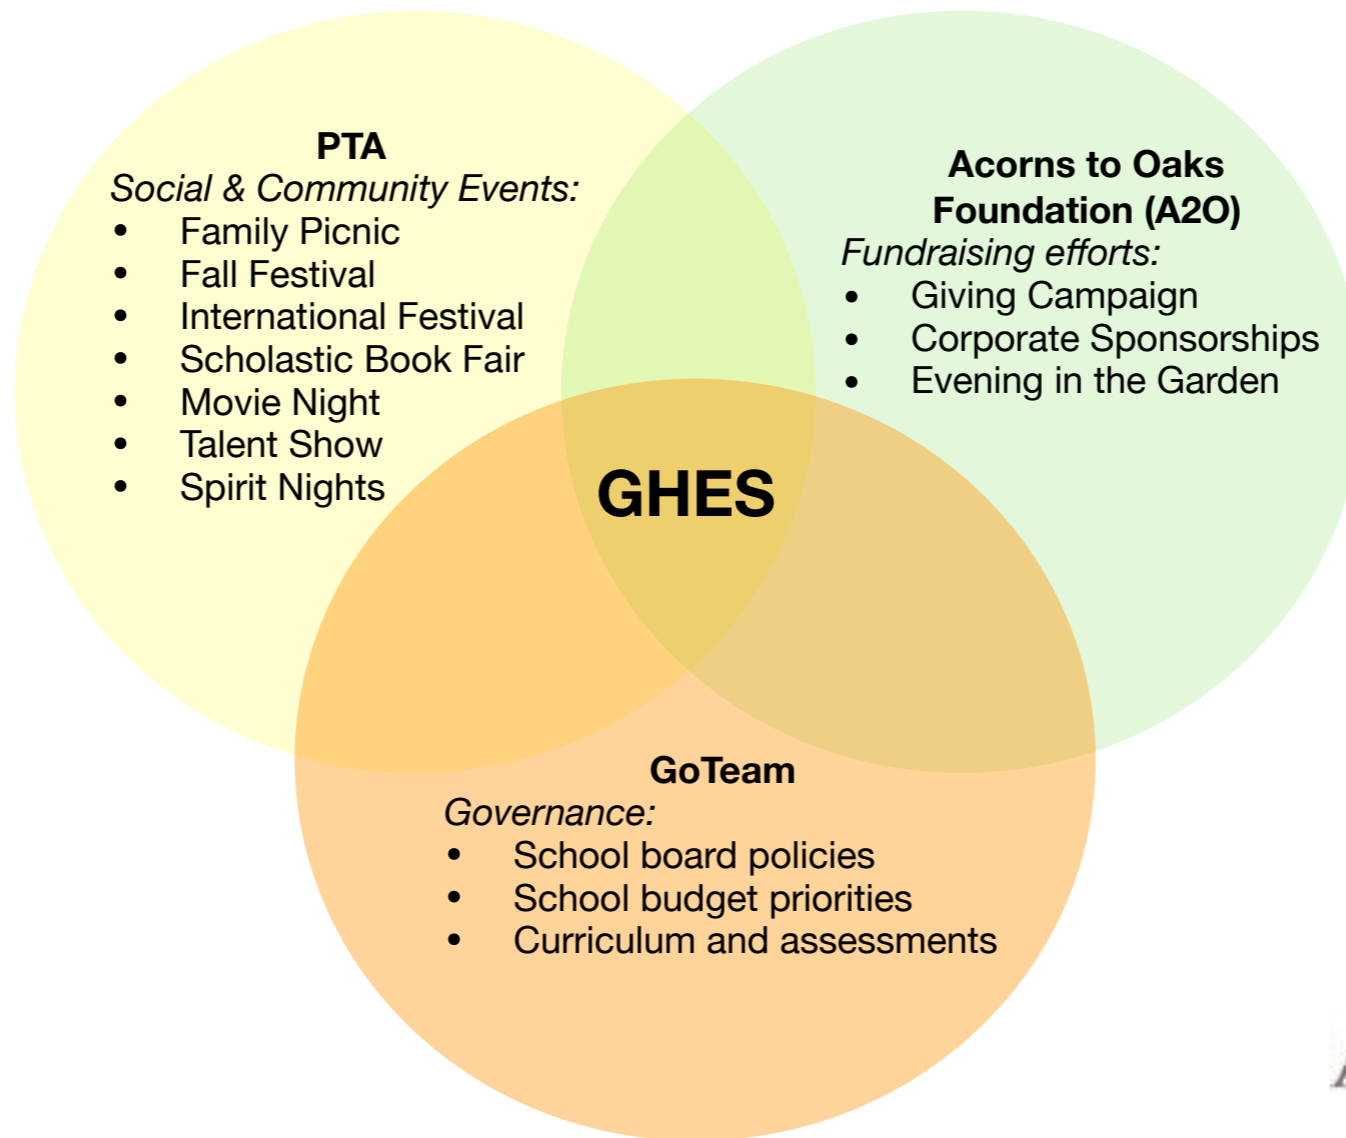 PTA
Social & Community Events:
• Family Picnic
• Fall Festival
• International Festival
• Scholastic Book Fair
• Movie Night
• Talent Show
• Spirit Nights
Acorns to Oaks
Foundation (A2O)
Fundraising efforts:
• Giving Campaign
• Corporate Sponsorships
• Evening in the Garden
GHES
GoTeam
Governance:
• School board policies
• School budget priorities
• Curriculum and assessments